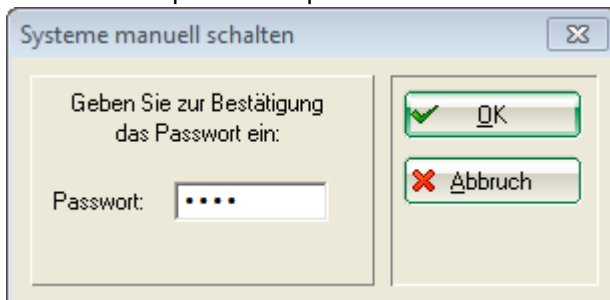 Systeme manuell schalten
Geben Sie zur Bestätigung
das Passwort ein:
Passwort: ••••
OK
Abbruch